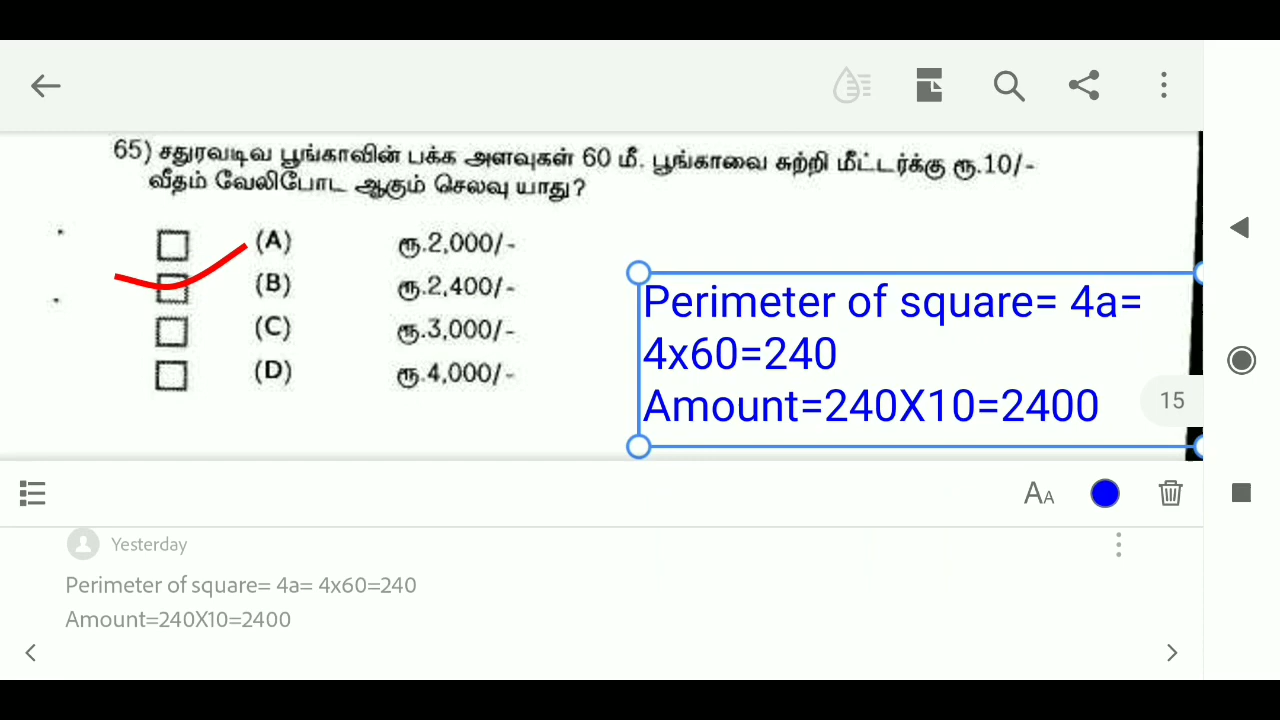 65) சதுரவடிவ பூங்காவின் பக்க அளவுகள் 60 மீ. பூங்காவை சுற்றி மீட்டர்க்கு ரூ.10/-
வீதம் வேலிபோட ஆகும் செலவு யாது?
(A) ரூ.2,000/-
(B) ரூ.2,400/-
(C) ரூ.3,000/-
(D) ரூ.4,000/-
Perimeter of square= 4a=
4x60=240
Amount=240X10=2400
15
AA
Yesterday
Perimeter of square= 4a= 4x60=240
Amount=240X10=2400